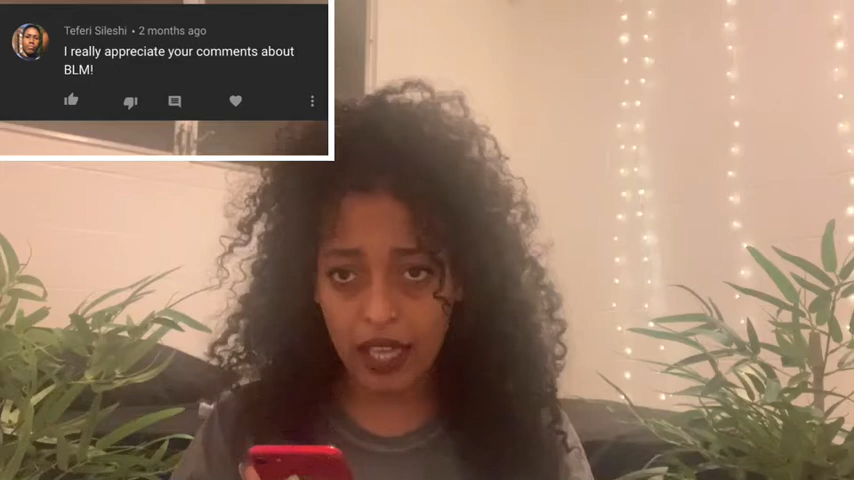 Teferi Sileshi • 2 months ago
I really appreciate your comments about
BLM!